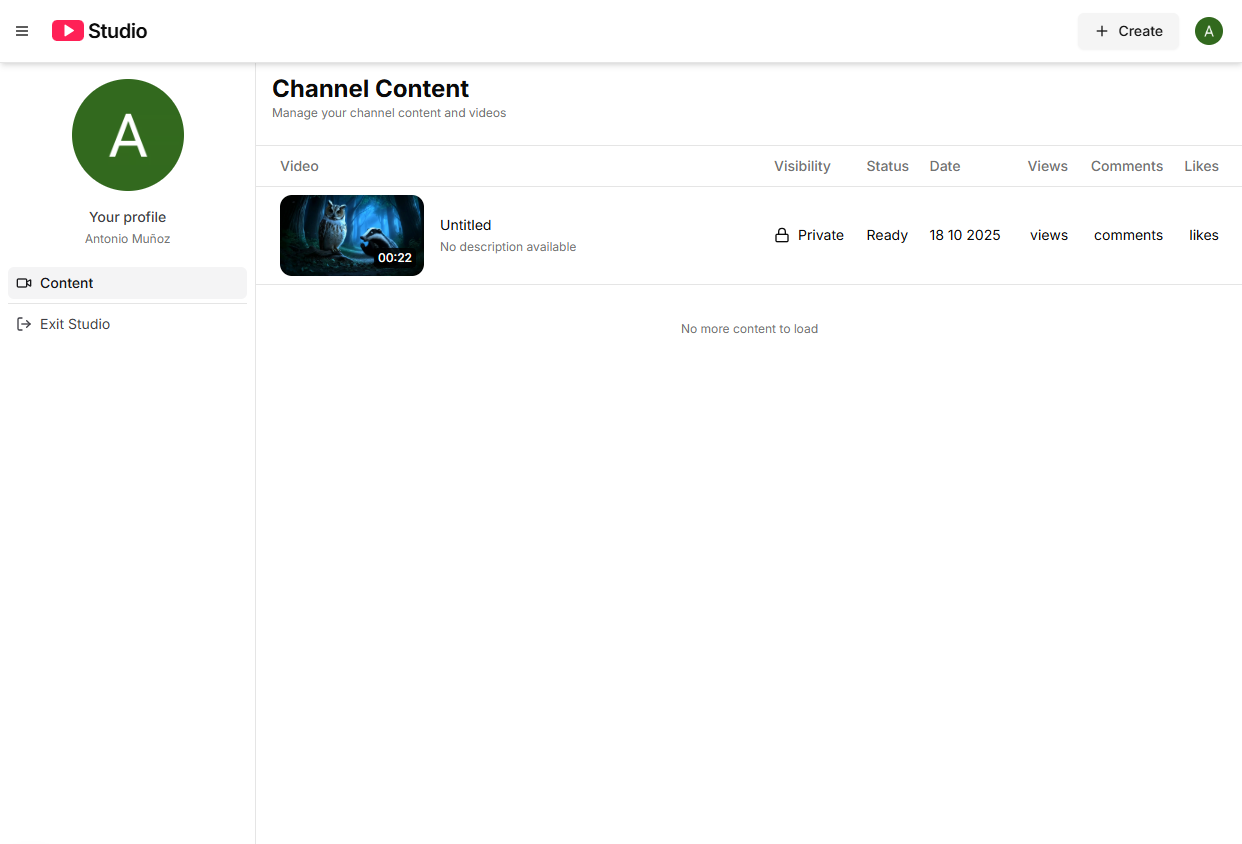 Studio
Create
A
A
Your profile
Antonio Muñoz
Content
Exit Studio
Channel Content
Manage your channel content and videos
Video Visibility Status Date Views Comments Likes
00:22
Untitled
No description available
Private Ready 18 10 2025 views comments likes
No more content to load